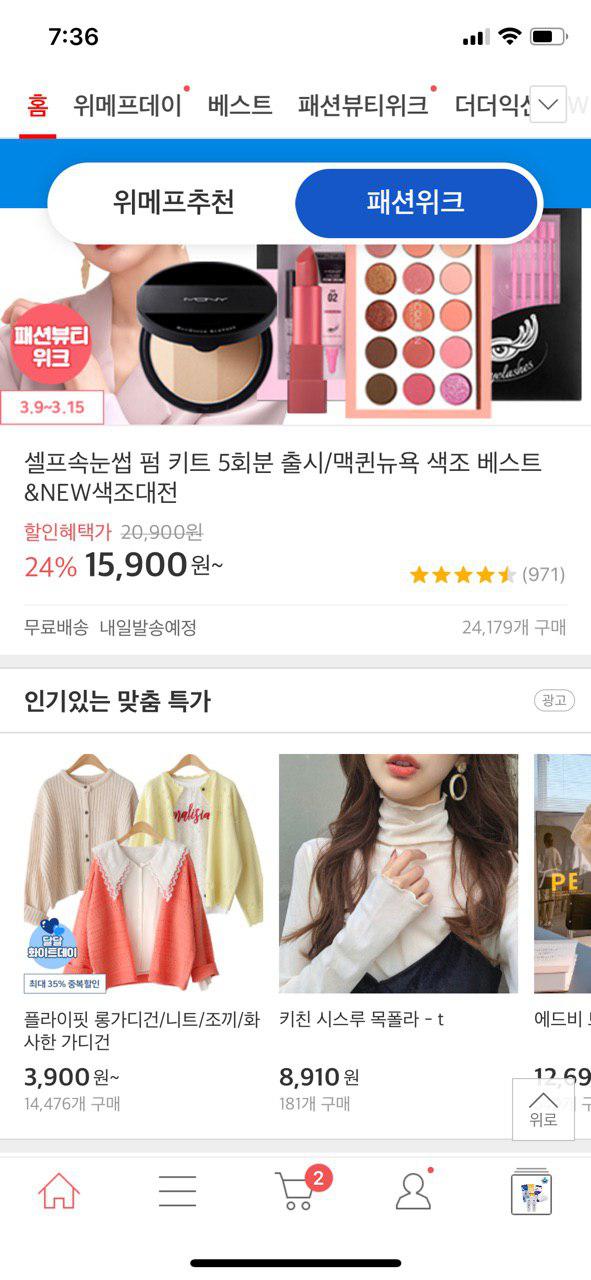 7:36
홈 위메프데이 베스트 패션뷰티위크 더더익션
위메프추천 패션위크
패션뷰티
위크
3.9~3.15
MONY
02
eyelashes
셀프속눈썹 펌 키트 5회분 출시/맥퀸뉴욕 색조 베스트
&NEW색조대전
할인혜택가 20,900원
24% 15,900원~
(971)
무료배송 내일발송예정
24,179개 구매
인기있는 맞춤 특가
광고
malisia
달달
화이트데이
최대 35% 중복할인
PE
플라이핏 롱가디건/니트/조끼/화
사한 가디건
3,900원~
14,476개 구매
키친 시스루 목폴라 - t
8,910원
181개 구매
에드비
12,69
위로
2